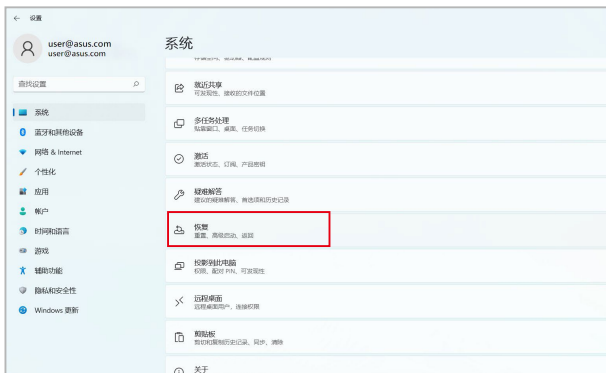 设置
user@asus.com
user@asus.com
查找设置
系统
蓝牙和其他设备
网络 & Internet
个性化
应用
帐户
时间和语言
游戏
辅助功能
隐私和安全性
Windows 更新
系统
就近共享
可发现性、接收的文件位置
多任务处理
贴靠窗口、桌面、任务切换
激活
激活状态、订阅、产品密钥
疑难解答
建议的疑难解答、首选项和历史记录
恢复
重置、高级启动、返回
投影到此电脑
权限、配对 PIN、可发现性
远程桌面
远程桌面用户、连接权限
剪贴板
剪切和复制历史记录、同步、清除
关于